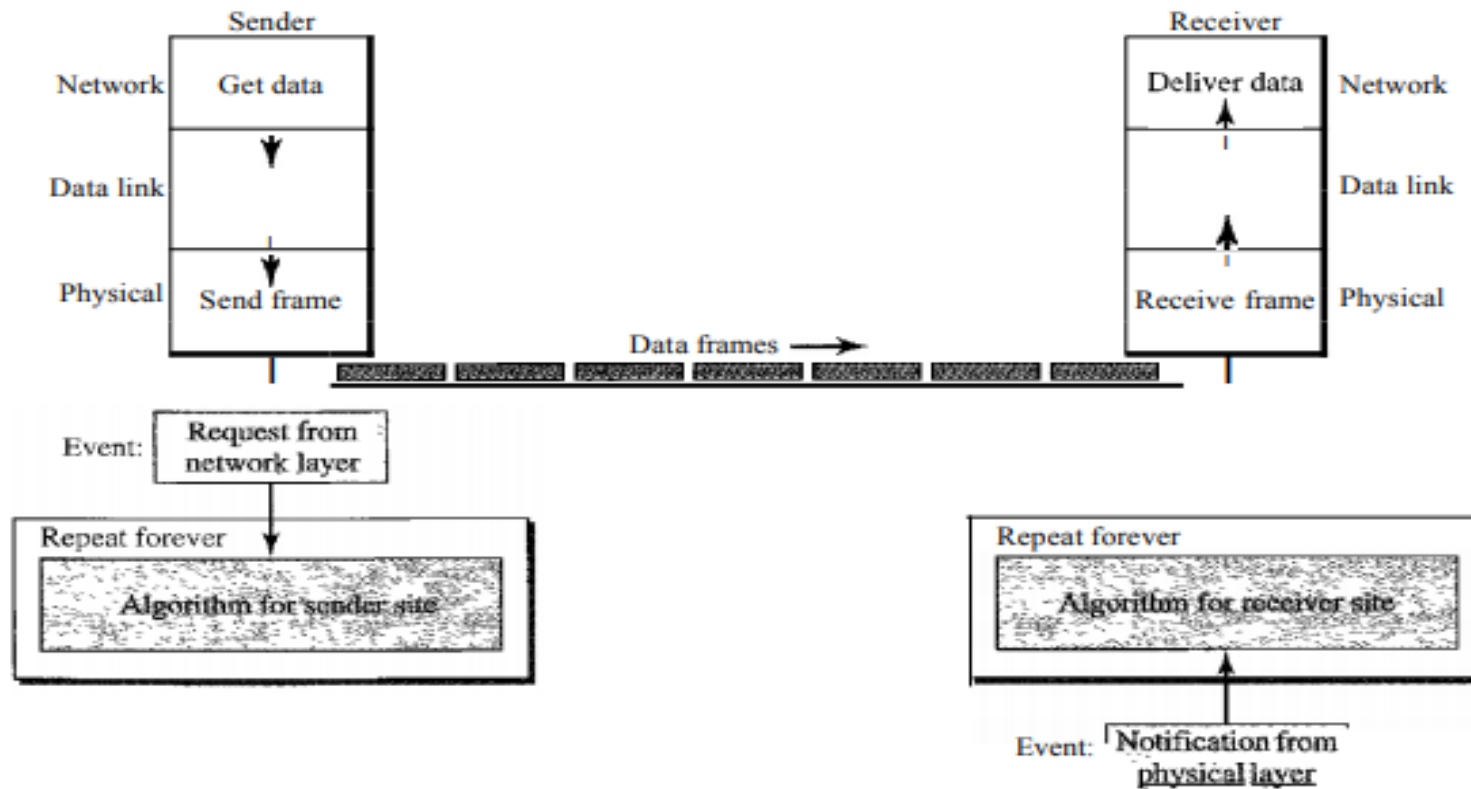 Sender
Receiver
Network
Get data
Deliver data
Network
Data link
Data link
Physical
Send frame
Receive frame
Physical
Data frames
Event:
Request from
network layer
Repeat forever
Algorithm for sender site
Repeat forever
Algorithm for receiver site
Event:
Notification from
physical layer